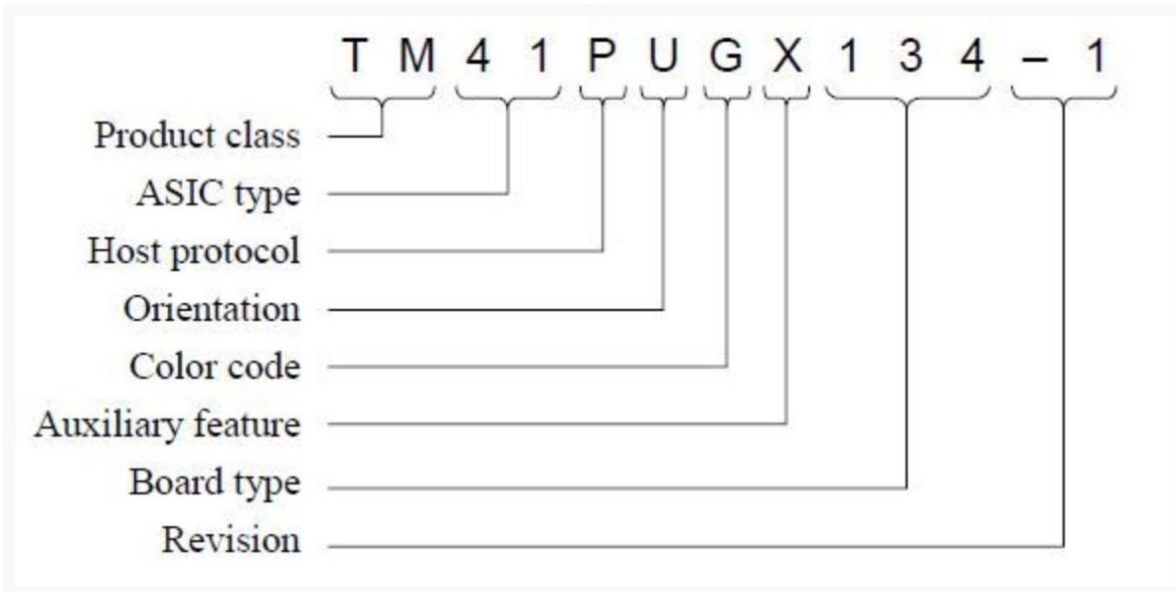 T M 4 1 P U G X 1 3 4 – 1
Product class
ASIC type
Host protocol
Orientation
Color code
Auxiliary feature
Board type
Revision